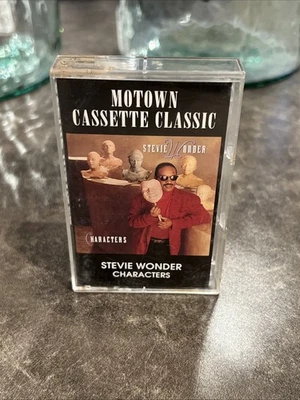 MOTOWN
CASSETTE CLASSIC
STEVIE WONDER
CHARACTERS
STEVIE WONDER
CHARACTERS